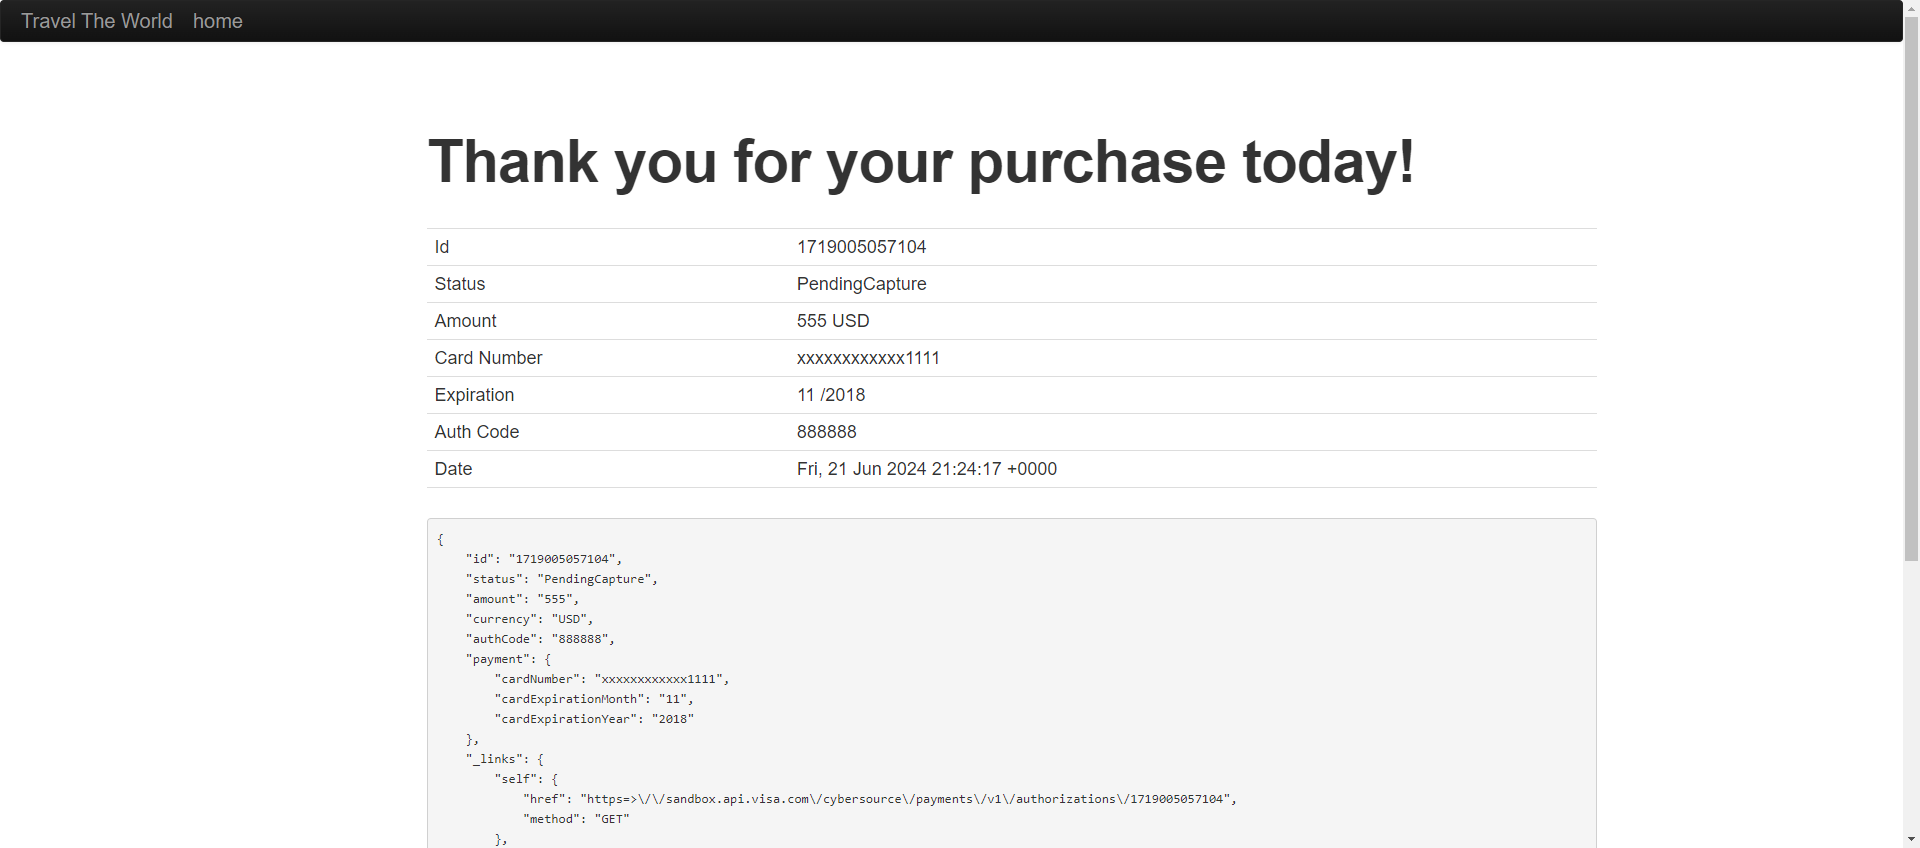 Travel The World home
Thank you for your purchase today!
Id 1719005057104
Status PendingCapture
Amount 555 USD
Card Number xxxxxxxxxxxx1111
Expiration 11 /2018
Auth Code 888888
Date Fri, 21 Jun 2024 21:24:17 +0000
{
    "id": "1719005057104",
    "status": "PendingCapture",
    "amount": "555",
    "currency": "USD",
    "authCode": "888888",
    "payment": {
        "cardNumber": "xxxxxxxxxxxx1111",
        "cardExpirationMonth": "11",
        "cardExpirationYear": "2018"
    },
    "_links": {
        "self": {
            "href": "https=>\/\/sandbox.api.visa.com\/cybersource\/payments\/v1\/authorizations\/1719005057104",
            "method": "GET"
        },